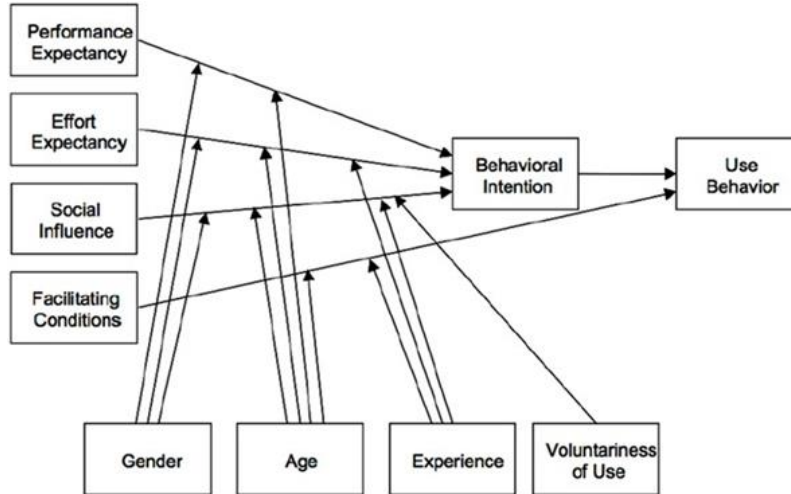 Performance
Expectancy
Effort
Expectancy
Social
Influence
Facilitating
Conditions
Behavioral
Intention
Use
Behavior
Gender
Age
Experience
Voluntariness
of Use